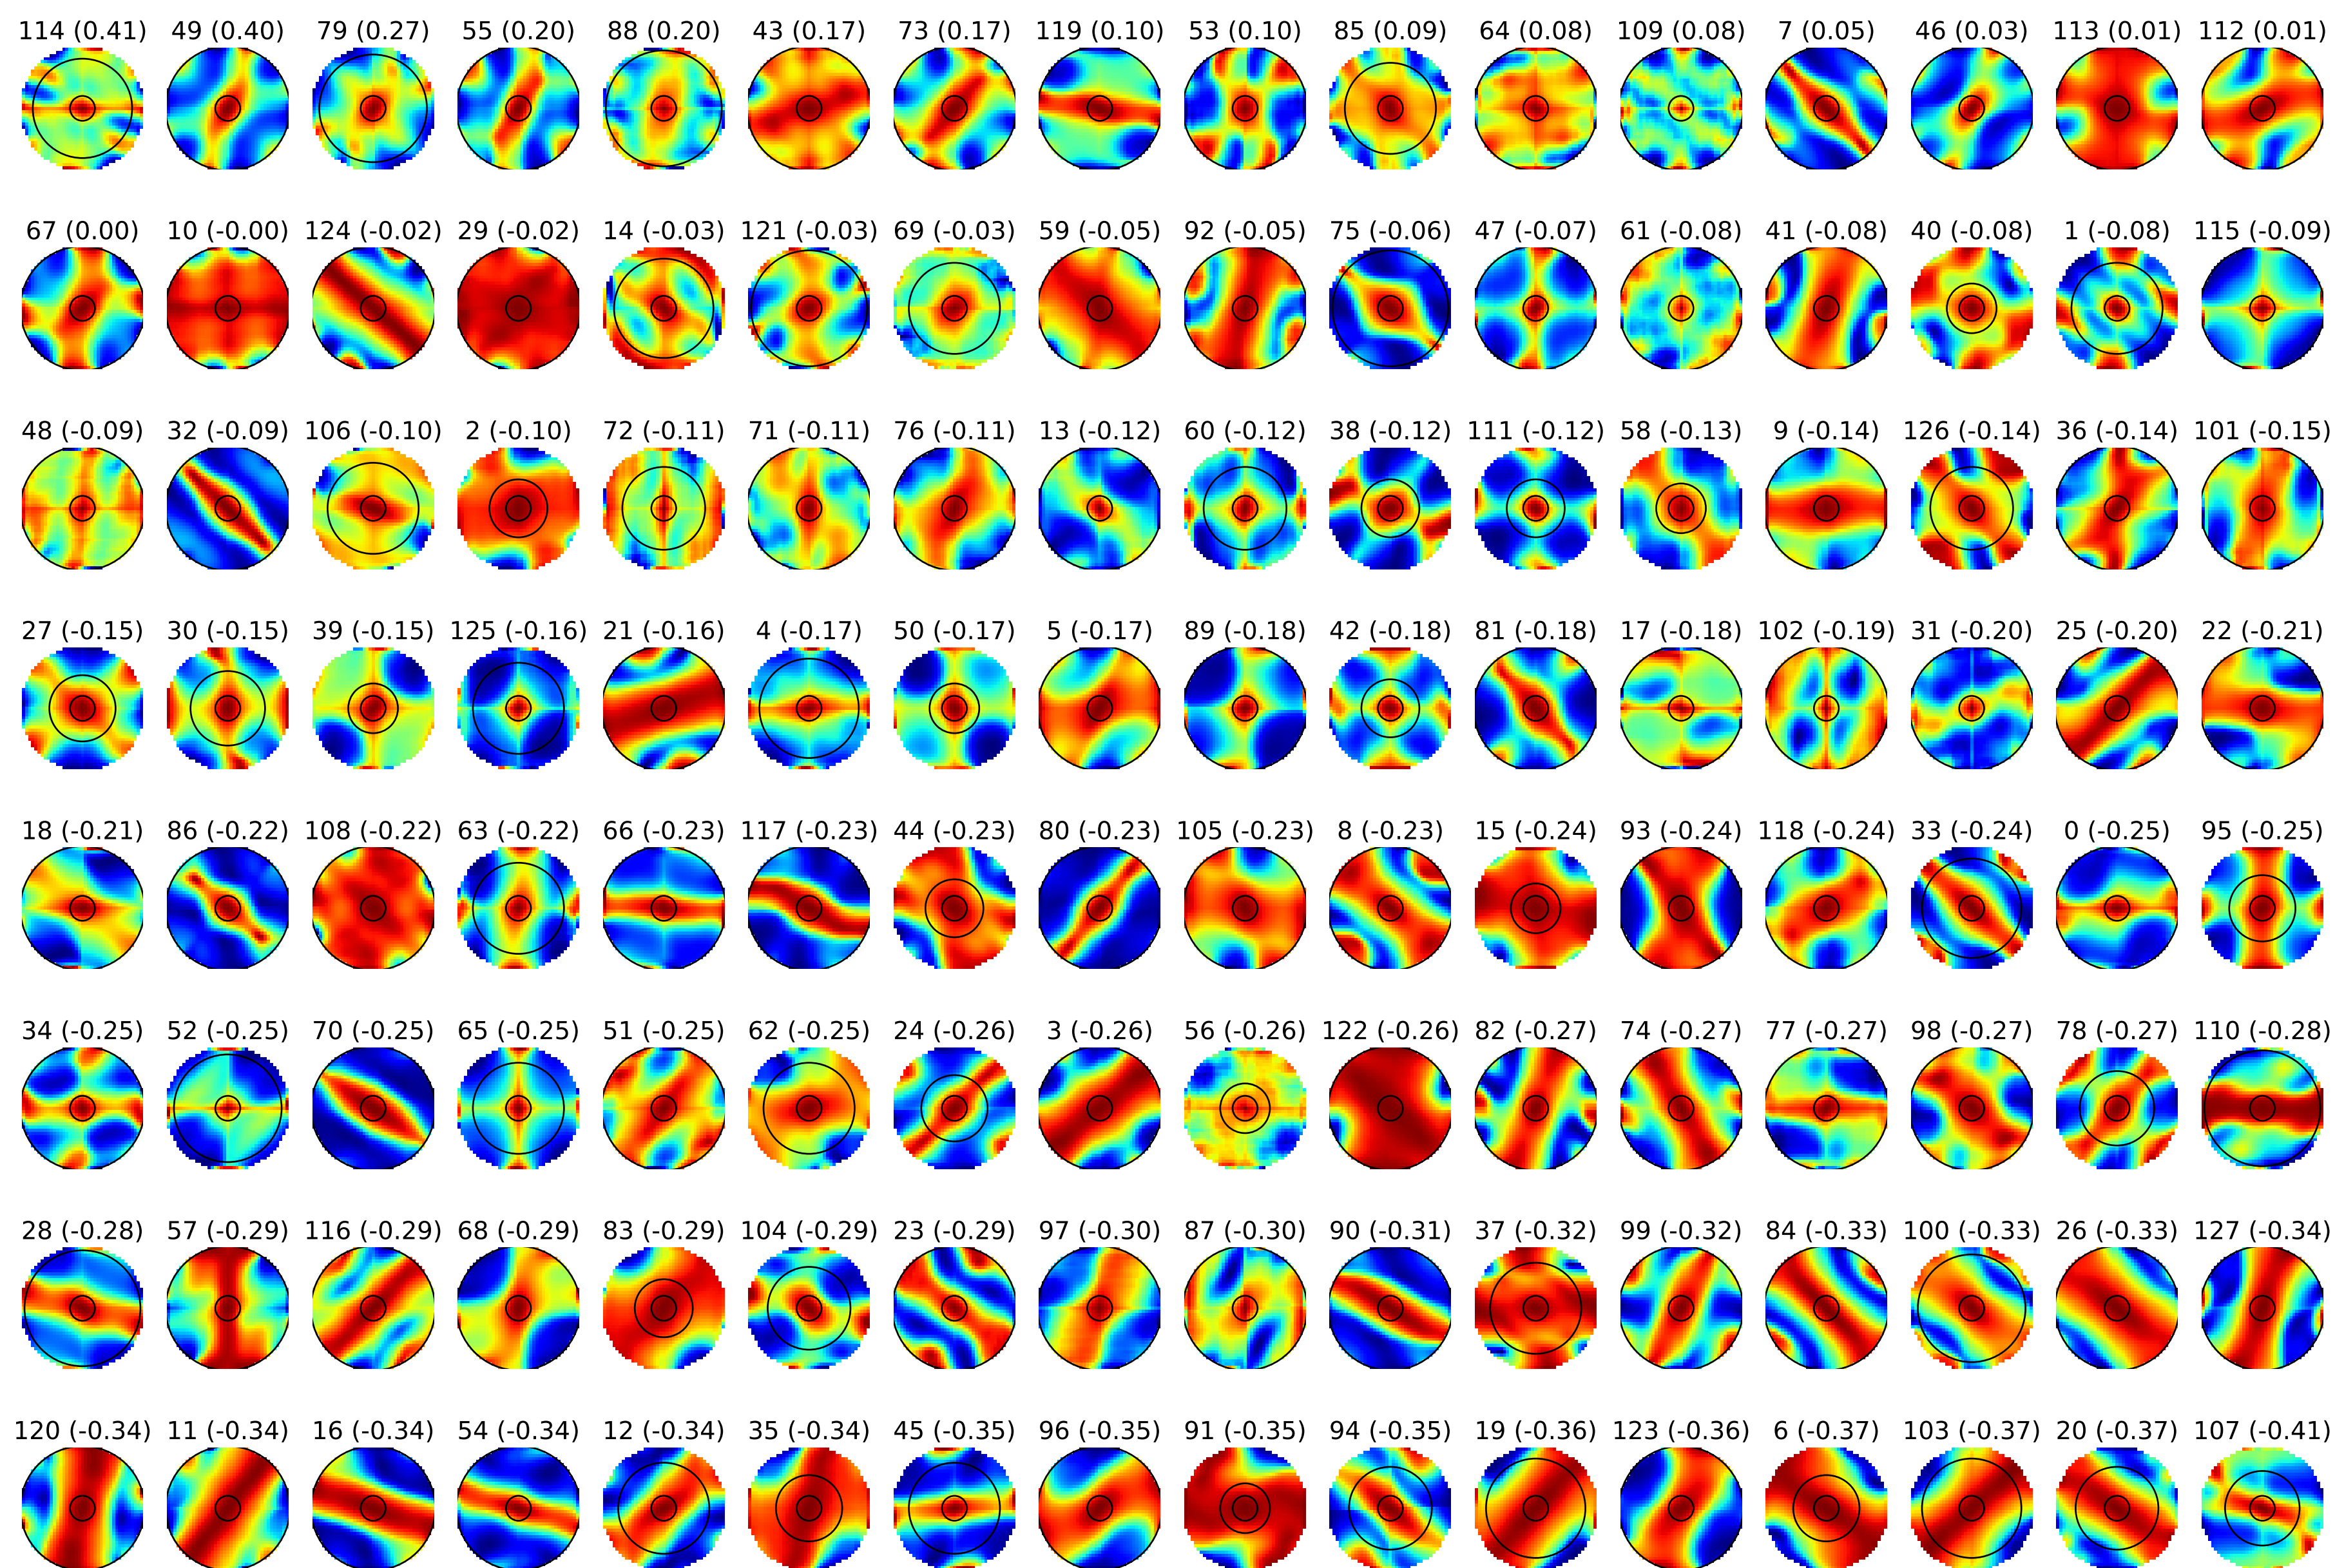 114 (0.41) 49 (0.40) 79 (0.27) 55 (0.20) 88 (0.20) 43 (0.17) 73 (0.17) 119 (0.10) 53 (0.10) 85 (0.09) 64 (0.08) 109 (0.08) 7 (0.05) 46 (0.03) 113 (0.01) 112 (0.01)
67 (0.00) 10 (-0.00) 124 (-0.02) 29 (-0.02) 14 (-0.03) 121 (-0.03) 69 (-0.03) 59 (-0.05) 92 (-0.05) 75 (-0.06) 47 (-0.07) 61 (-0.08) 41 (-0.08) 40 (-0.08) 1 (-0.08) 115 (-0.09)
48 (-0.09) 32 (-0.09) 106 (-0.10) 2 (-0.10) 72 (-0.11) 71 (-0.11) 76 (-0.11) 13 (-0.12) 60 (-0.12) 38 (-0.12) 111 (-0.12) 58 (-0.13) 9 (-0.14) 126 (-0.14) 36 (-0.14) 101 (-0.15)
27 (-0.15) 30 (-0.15) 39 (-0.15) 125 (-0.16) 21 (-0.16) 4 (-0.17) 50 (-0.17) 5 (-0.17) 89 (-0.18) 42 (-0.18) 81 (-0.18) 17 (-0.18) 102 (-0.19) 31 (-0.20) 25 (-0.20) 22 (-0.21)
18 (-0.21) 86 (-0.22) 108 (-0.22) 63 (-0.22) 66 (-0.23) 117 (-0.23) 44 (-0.23) 80 (-0.23) 105 (-0.23) 8 (-0.23) 15 (-0.24) 93 (-0.24) 118 (-0.24) 33 (-0.24) 0 (-0.25) 95 (-0.25)
34 (-0.25) 52 (-0.25) 70 (-0.25) 65 (-0.25) 51 (-0.25) 62 (-0.25) 24 (-0.26) 3 (-0.26) 56 (-0.26) 122 (-0.26) 82 (-0.27) 74 (-0.27) 77 (-0.27) 98 (-0.27) 78 (-0.27) 110 (-0.28)
28 (-0.28) 57 (-0.29) 116 (-0.29) 68 (-0.29) 83 (-0.29) 104 (-0.29) 23 (-0.29) 97 (-0.30) 87 (-0.30) 90 (-0.31) 37 (-0.32) 99 (-0.32) 84 (-0.33) 100 (-0.33) 26 (-0.33) 127 (-0.34)
120 (-0.34) 11 (-0.34) 16 (-0.34) 54 (-0.34) 12 (-0.34) 35 (-0.34) 45 (-0.35) 96 (-0.35) 91 (-0.35) 94 (-0.35) 19 (-0.36) 123 (-0.36) 6 (-0.37) 103 (-0.37) 20 (-0.37) 107 (-0.41)